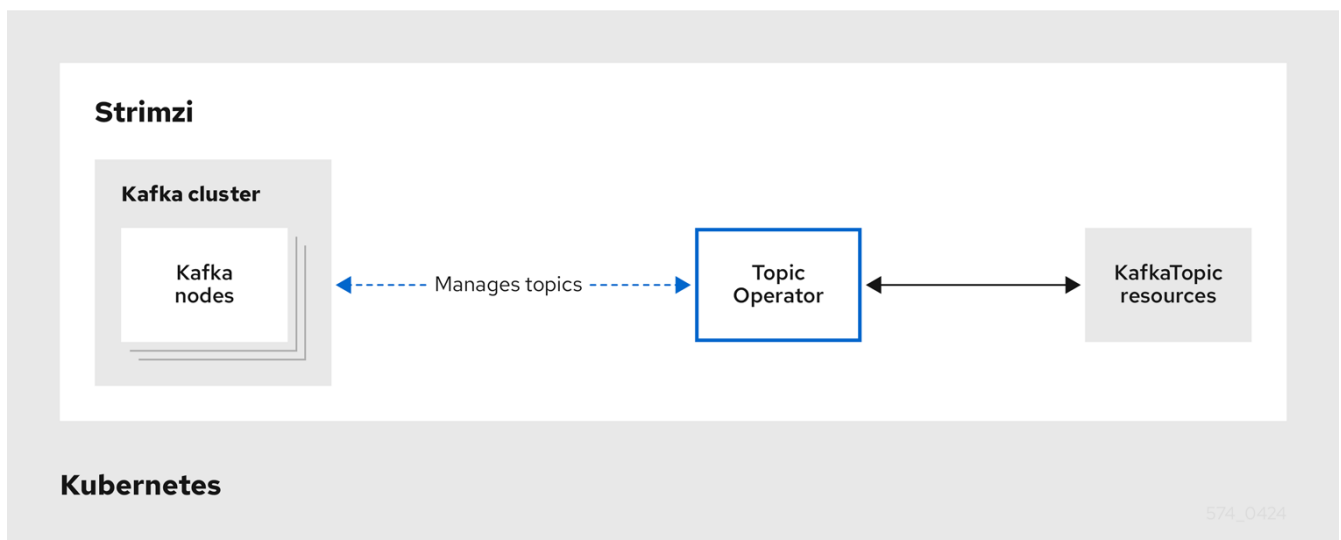 Strimzi
Kafka cluster
Kafka
nodes
Manages topics
Topic
Operator
KafkaTopic
resources
Kubernetes
574_0424